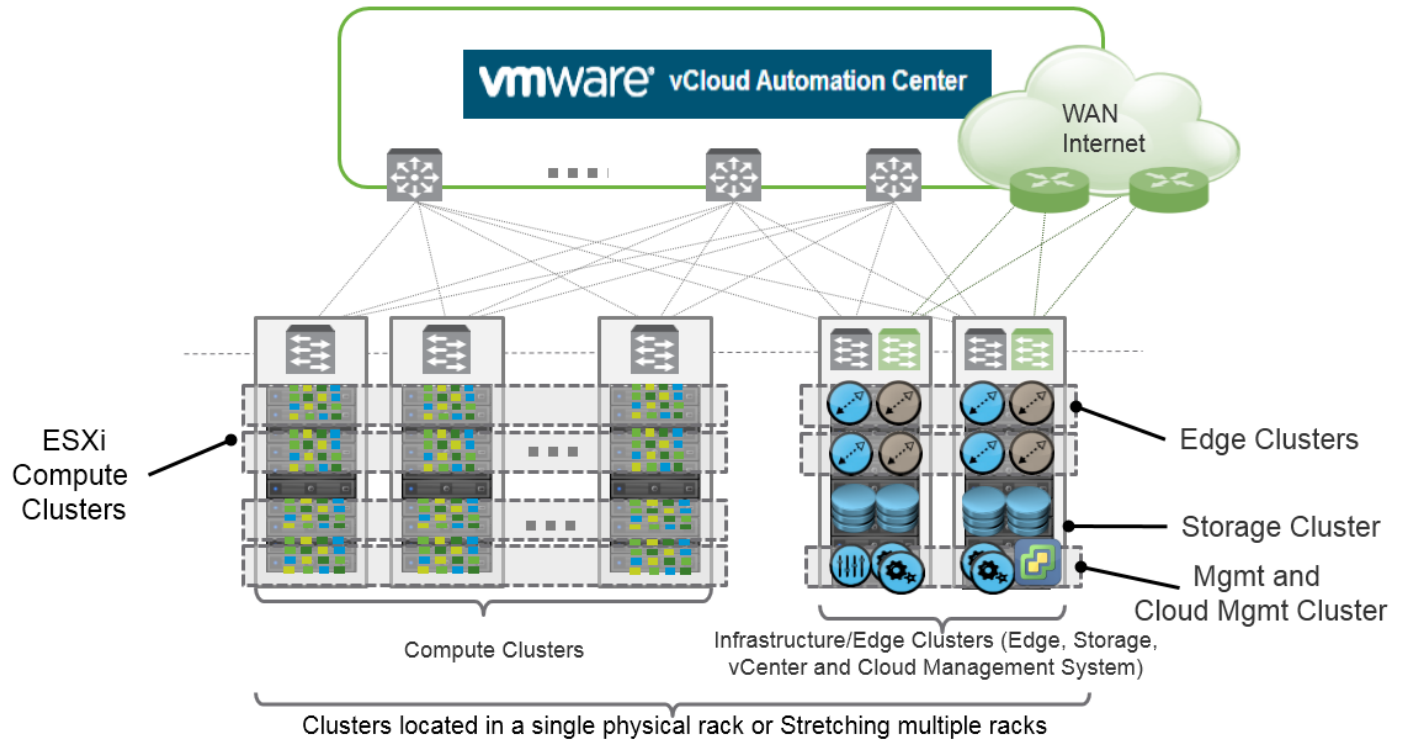 vmware® vCloud Automation Center
WAN
Internet
ESXi
Compute
Clusters
Edge Clusters
Storage Cluster
Mgmt and
Cloud Mgmt Cluster
Compute Clusters
Infrastructure/Edge Clusters (Edge, Storage,
vCenter and Cloud Management System)
Clusters located in a single physical rack or Stretching multiple racks